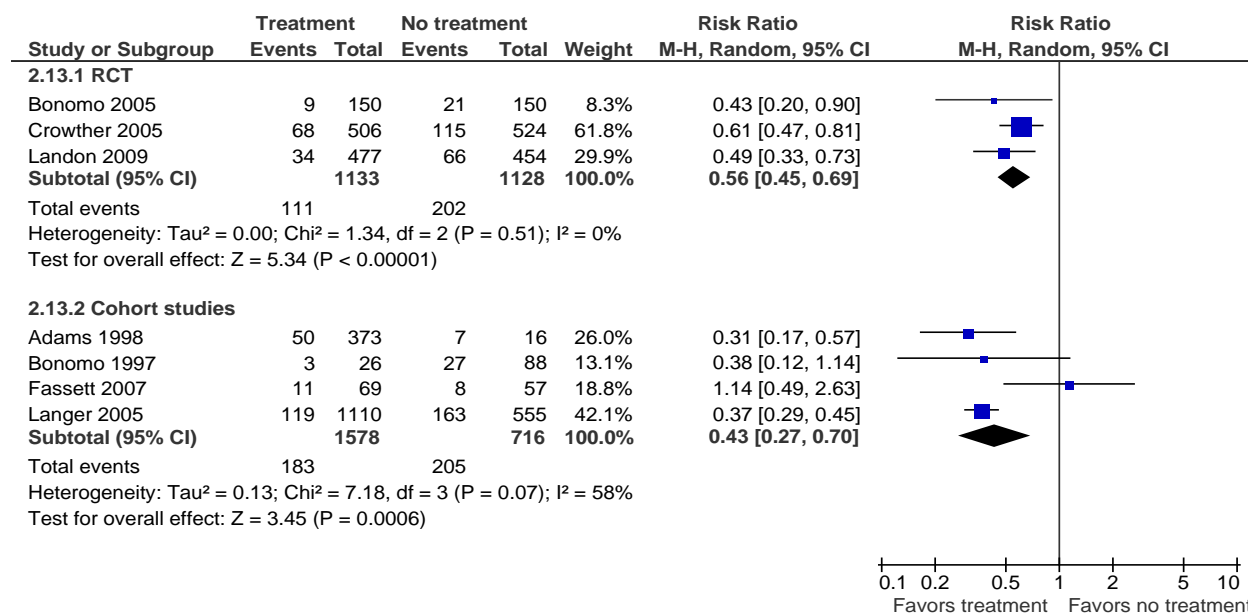 Treatment No treatment Risk Ratio Risk Ratio
Study or Subgroup Events Total Events Total Weight M-H, Random, 95% CI M-H, Random, 95% CI
2.13.1 RCT
Bonomo 2005 9 150 21 150 8.3% 0.43 [0.20, 0.90]
Crowther 2005 68 506 115 524 61.8% 0.61 [0.47, 0.81]
Landon 2009 34 477 66 454 29.9% 0.49 [0.33, 0.73]
Subtotal (95% CI) 1133 1128 100.0% 0.56 [0.45, 0.69]
Total events 111 202
Heterogeneity: Tau² = 0.00; Chi² = 1.34, df = 2 (P = 0.51); I² = 0%
Test for overall effect: Z = 5.34 (P < 0.00001)
2.13.2 Cohort studies
Adams 1998 50 373 7 16 26.0% 0.31 [0.17, 0.57]
Bonomo 1997 3 26 27 88 13.1% 0.38 [0.12, 1.14]
Fassett 2007 11 69 8 57 18.8% 1.14 [0.49, 2.63]
Langer 2005 119 1110 163 555 42.1% 0.37 [0.29, 0.45]
Subtotal (95% CI) 1578 716 100.0% 0.43 [0.27, 0.70]
Total events 183 205
Heterogeneity: Tau² = 0.13; Chi² = 7.18, df = 3 (P = 0.07); I² = 58%
Test for overall effect: Z = 3.45 (P = 0.0006)
0.1 0.2 0.5 1 2 5 10
Favors treatment Favors no treatment